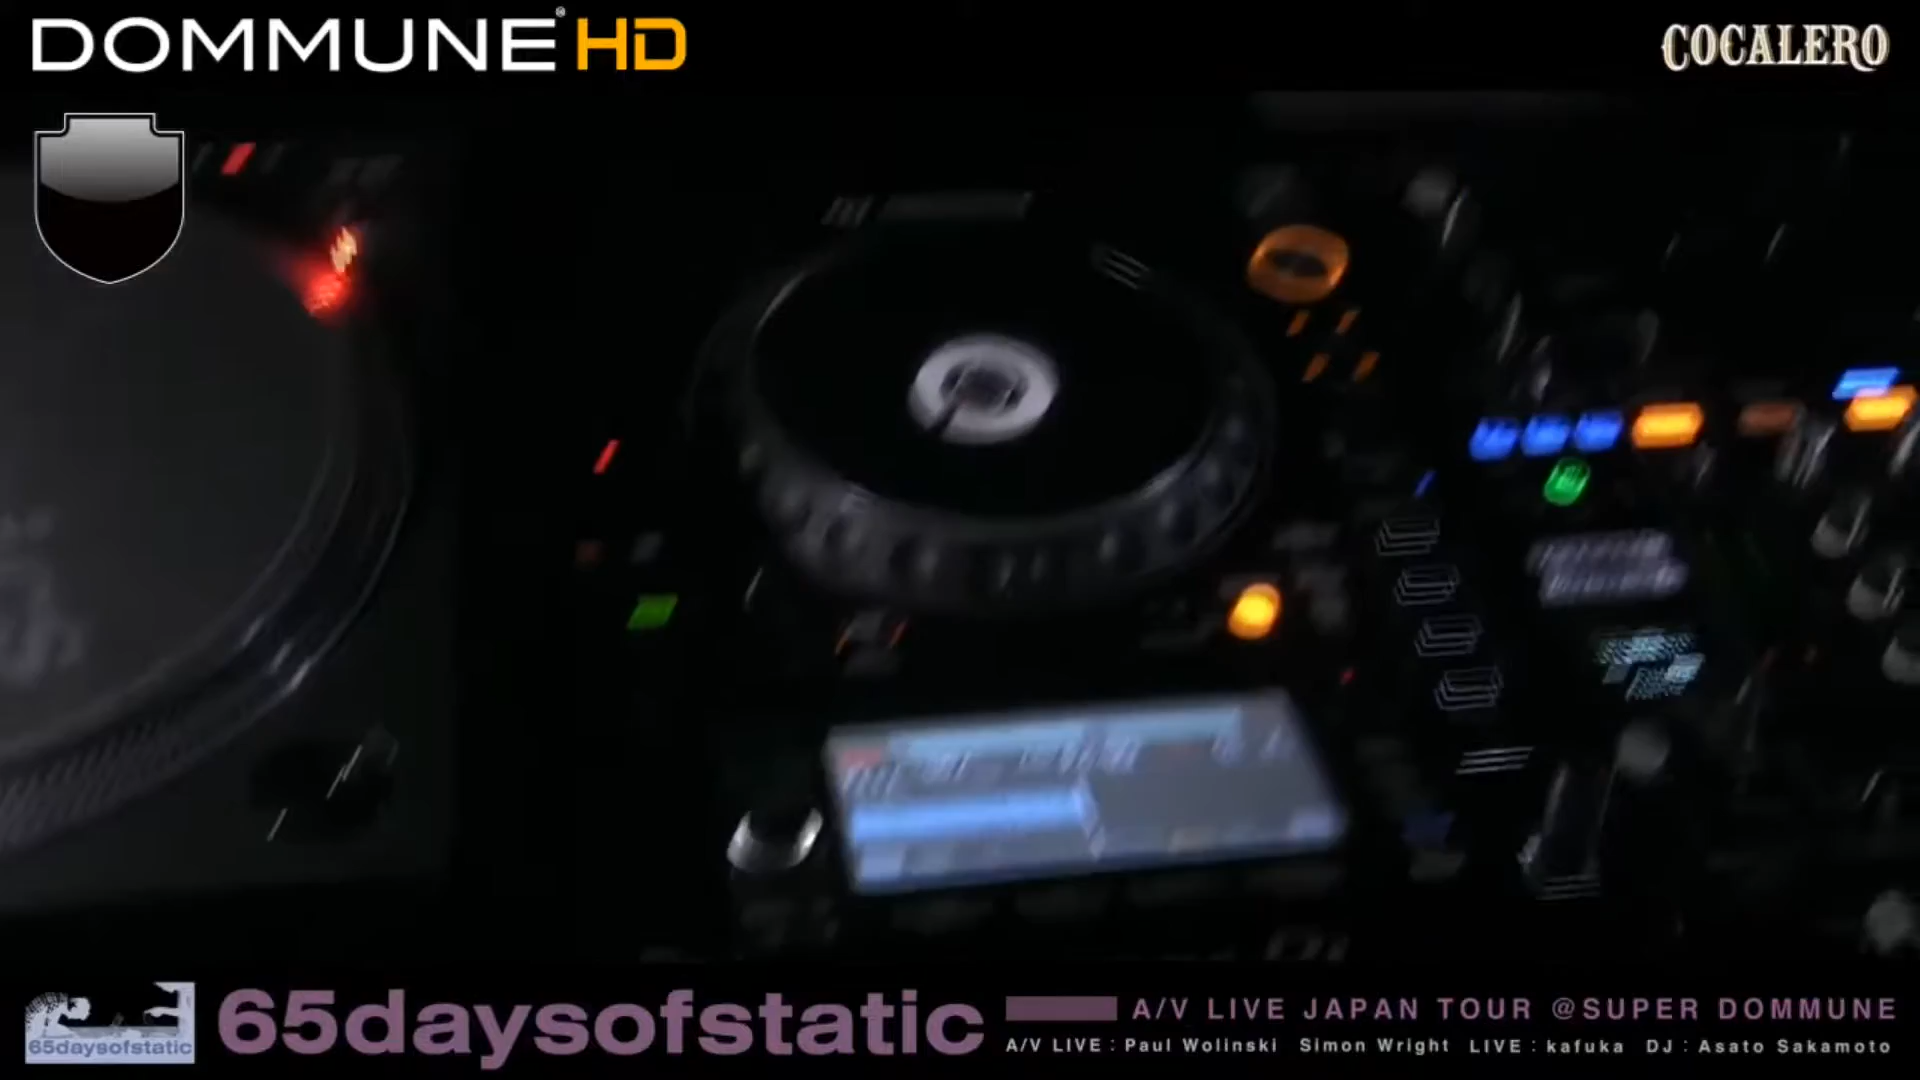 DOMMUNE® HD
COCALERO
65daysofstatic
65daysofstatic
A/V LIVE JAPAN TOUR @SUPER DOMMUNE
A/V LIVE : Paul Wolinski Simon Wright LIVE : kafuka DJ : Asato Sakamoto